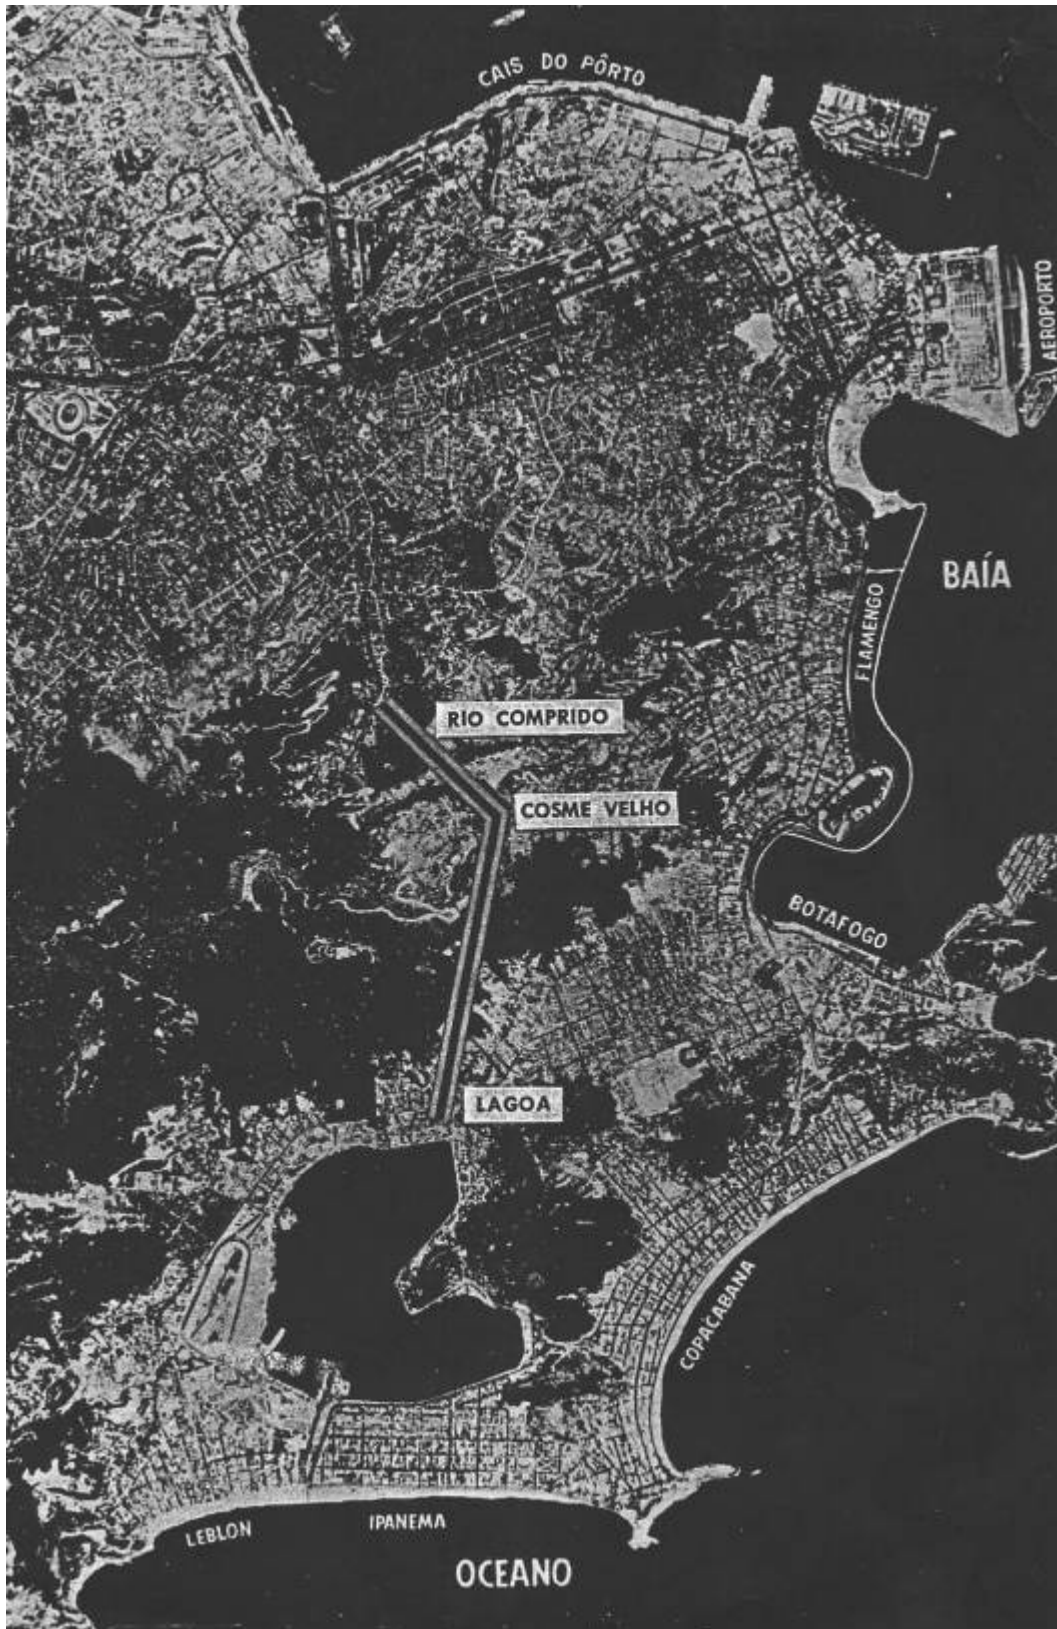 CAIS DO PÔRTO
AEROPORTO
BAÍA
FLAMENGO
RIO COMPRIDO
COSME VELHO
BOTAFOGO
LAGOA
COPACABANA
LEBLON
IPANEMA
OCEANO